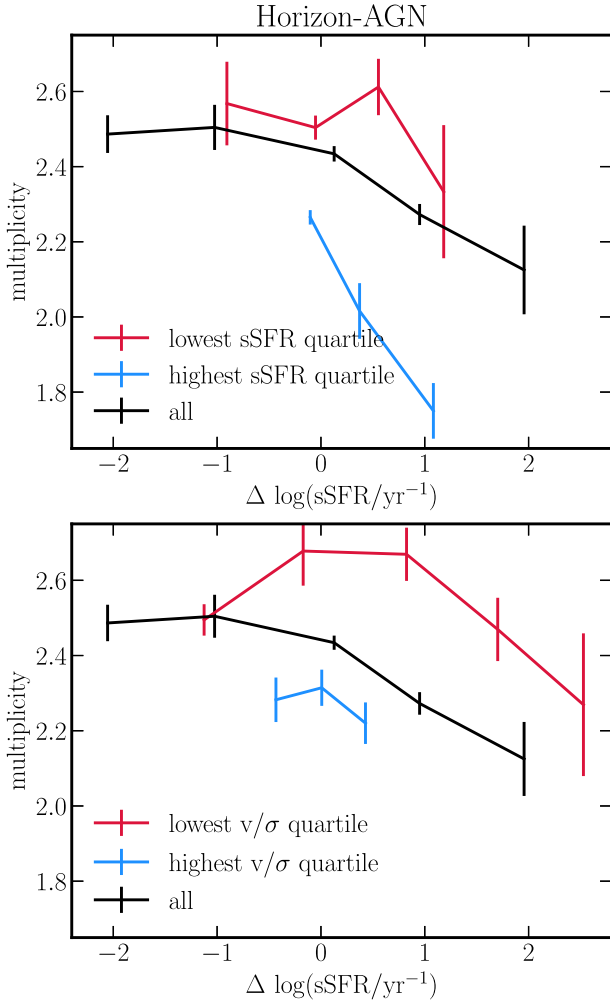 Horizon-AGN
multiplicity
2.6
2.4
2.2
2.0
1.8
lowest sSFR quartile
highest sSFR quartile
all
−2 −1 0 1 2
Δ log(sSFR/yr⁻¹)
multiplicity
2.6
2.4
2.2
2.0
1.8
lowest v/σ quartile
highest v/σ quartile
all
−2 −1 0 1 2
Δ log(sSFR/yr⁻¹)